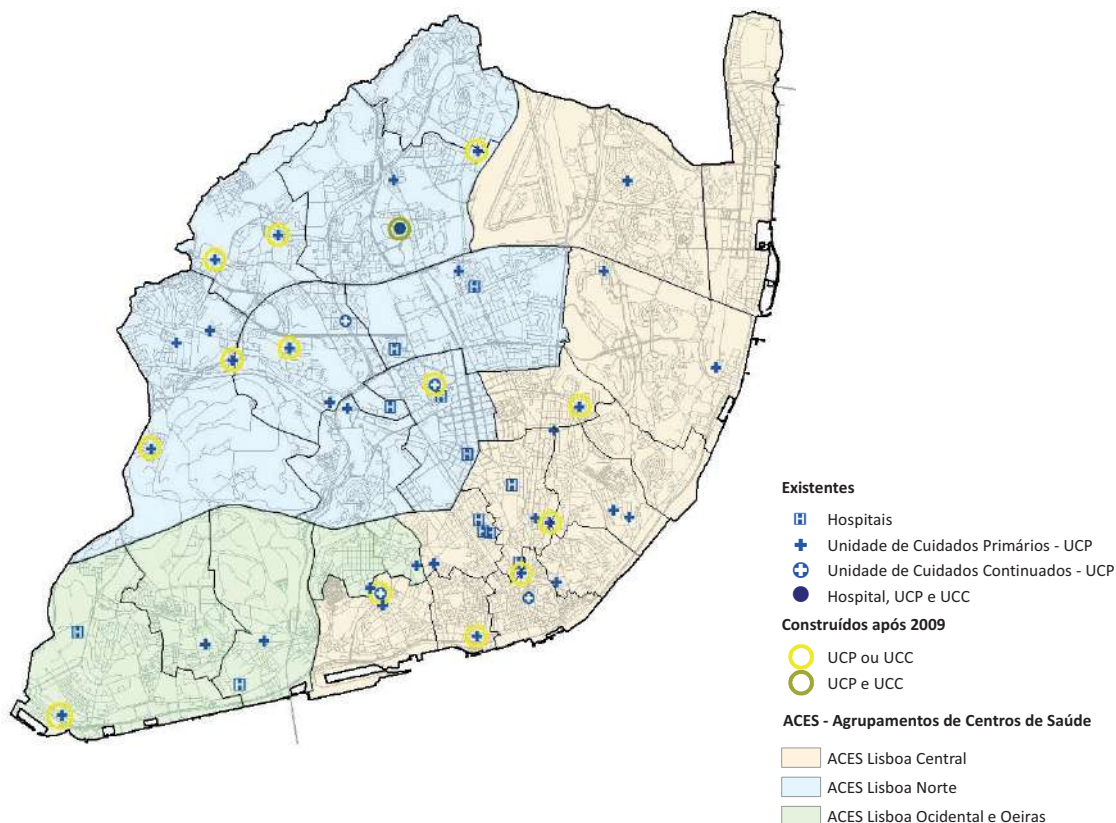 Existentes
H Hospitais
Unidade de Cuidados Primários - UCP
Unidade de Cuidados Continuados - UCP
Hospital, UCP e UCC
Construídos após 2009
UCP ou UCC
UCP e UCC
ACES - Agrupamentos de Centros de Saúde
ACES Lisboa Central
ACES Lisboa Norte
ACES Lisboa Ocidental e Oeiras